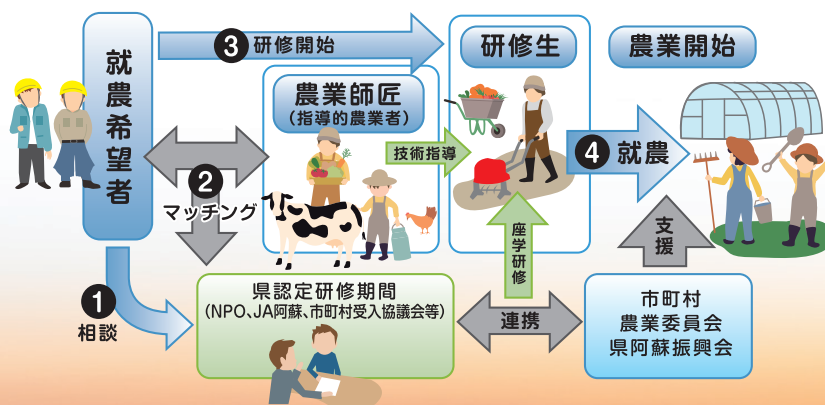 就農希望者
❸研修開始
研修生
農業開始
農業師匠
(指導的農業者)
技術指導
❹就農
❷
マッチング
❶
相談
県認定研修期間
(NPO、JA阿蘇、市町村受入協議会等)
座学研修
連携
支援
市町村
農業委員会
県阿蘇振興会